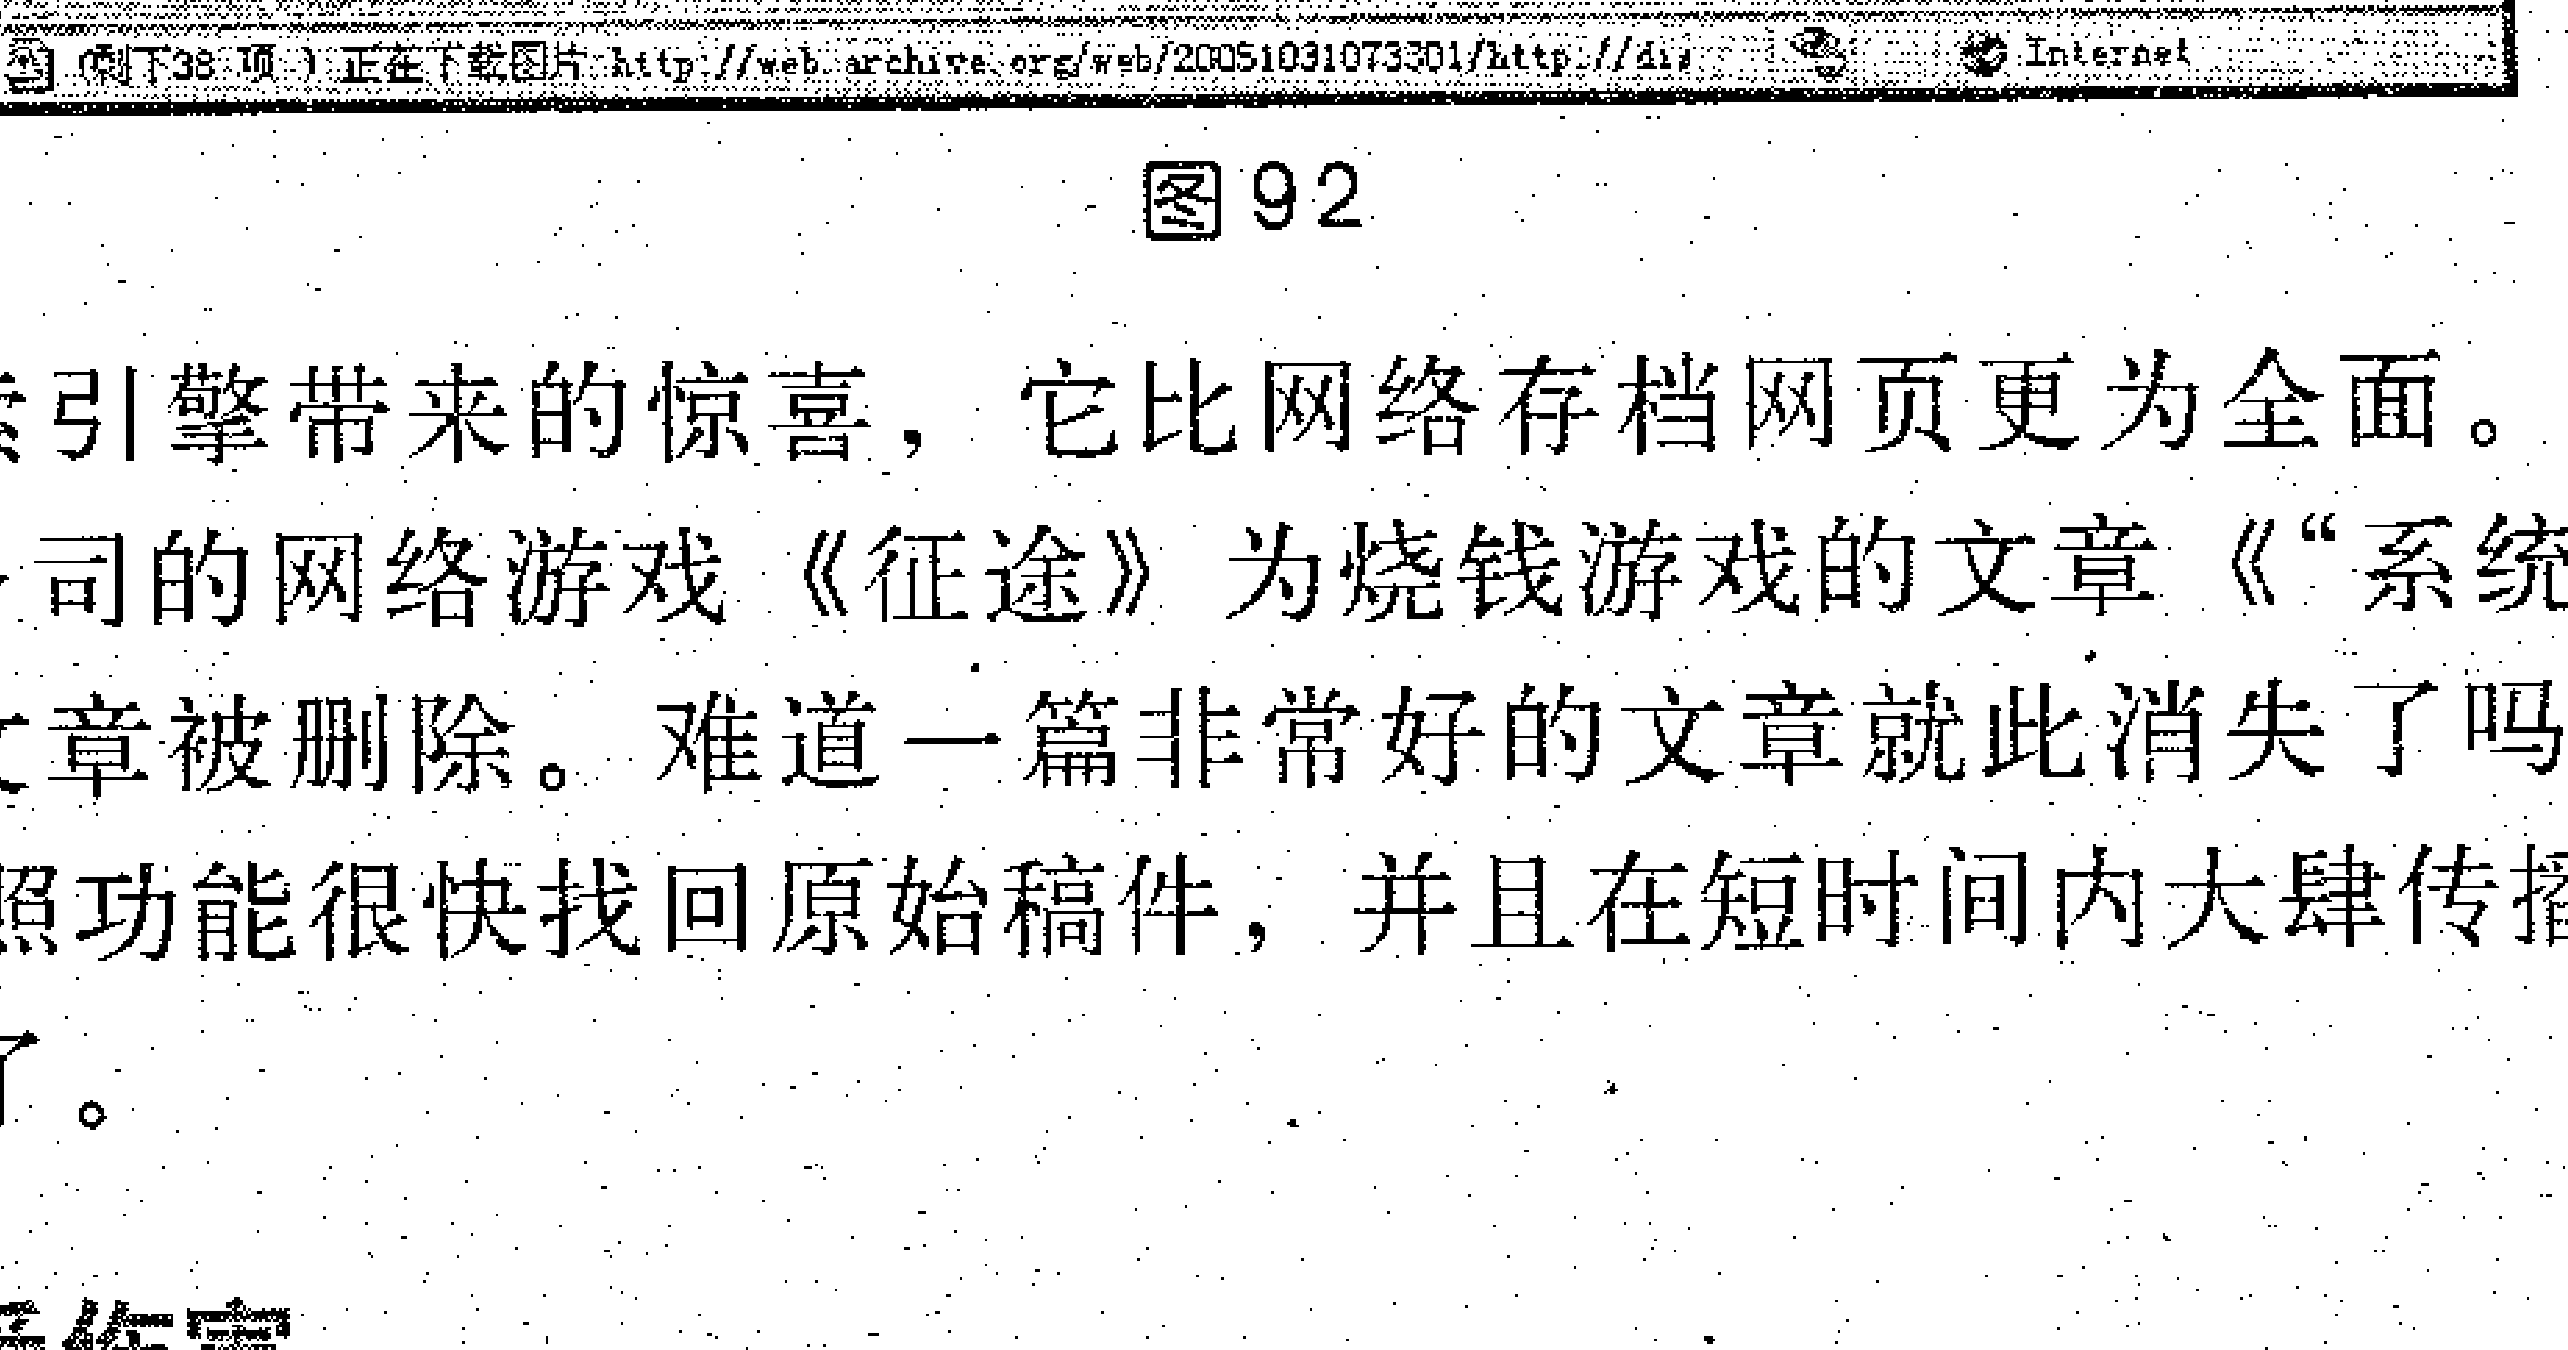 (剩下38 项 ) 正在下载图片 http://web.archive.org/web/20051031073301/http://dis Internet
图92
引擎带来的惊喜，它比网络存档网页更为全面。
司的网络游戏《征途》为烧钱游戏的文章《“系统
章被删除。难道一篇非常好的文章就此消失了吗
照功能很快找回原始稿件，并且在短时间内大肆传播
了。